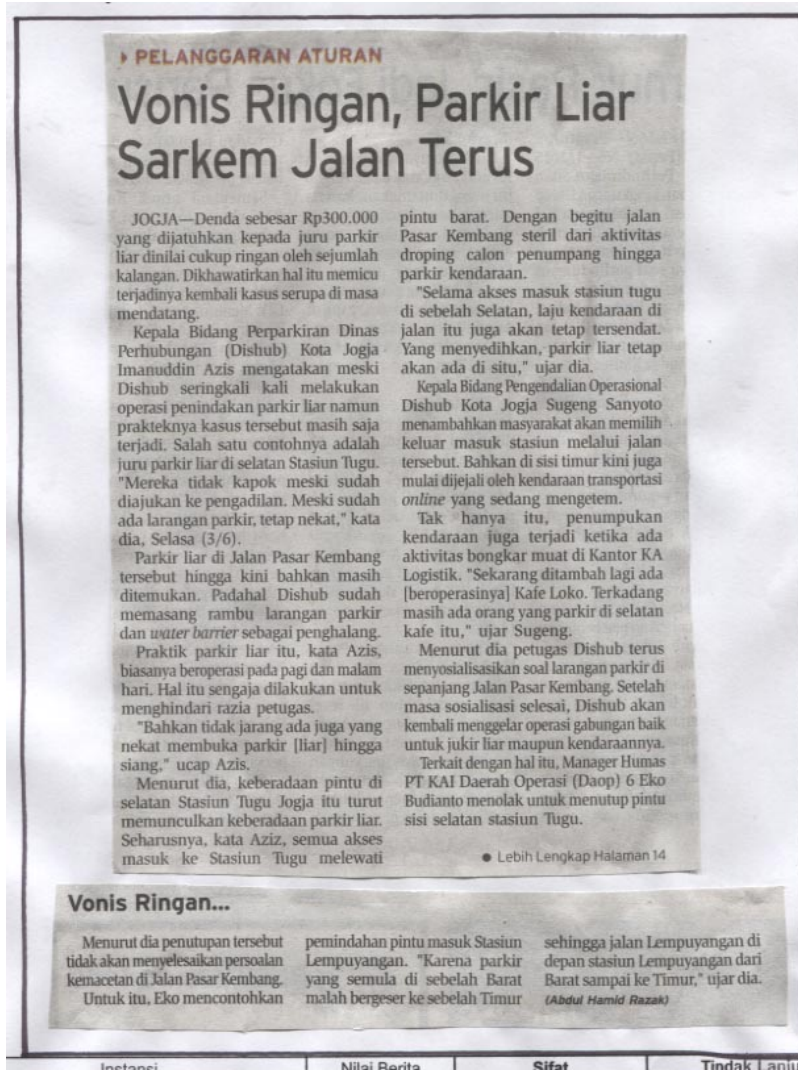 PELANGGARAN ATURAN
Vonis Ringan, Parkir Liar
Sarkem Jalan Terus
JOGJA—Denda sebesar Rp300.000
yang dijatuhkan kepada juru parkir
liar dinilai cukup ringan oleh sejumlah
kalangan. Dikhawatirkan hal itu memicu
terjadinya kembali kasus serupa di masa
mendatang.
Kepala Bidang Perparkiran Dinas
Perhubungan (Dishub) Kota Jogja
Imanuddin Azis mengatakan meski
Dishub seringkali kali melakukan
operasi penindakan parkir liar namun
prakteknya kasus tersebut masih saja
terjadi. Salah satu contohnya adalah
juru parkir liar di selatan Stasiun Tugu.
"Mereka tidak kapok meski sudah
diajukan ke pengadilan. Meski sudah
ada larangan parkir, tetap nekat," kata
dia, Selasa (3/6).
Parkir liar di Jalan Pasar Kembang
tersebut hingga kini bahkan masih
ditemukan. Padahal Dishub sudah
memasang rambu larangan parkir
dan water barrier sebagai penghalang.
Praktik parkir liar itu, kata Azis,
biasanya beroperasi pada pagi dan malam
hari. Hal itu sengaja dilakukan untuk
menghindari razia petugas.
"Bahkan tidak jarang ada juga yang
nekat membuka parkir [liar] hingga
siang," ucap Azis.
Menurut dia, keberadaan pintu di
selatan Stasiun Tugu Jogja itu turut
memunculkan keberadaan parkir liar.
Seharusnya, kata Aziz, semua akses
masuk ke Stasiun Tugu melewati
pintu barat. Dengan begitu jalan
Pasar Kembang steril dari aktivitas
droping calon penumpang hingga
parkir kendaraan.
"Selama akses masuk stasiun tugu
di sebelah Selatan, laju kendaraan di
jalan itu juga akan tetap tersendat.
Yang menyedihkan, parkir liar tetap
akan ada di situ," ujar dia.
Kepala Bidang Pengendalian Operasional
Dishub Kota Jogja Sugeng Sanyoto
menambahkan masyarakat akan memilih
keluar masuk stasiun melalui jalan
tersebut. Bahkan di sisi timur kini juga
mulai dijejali oleh kendaraan transportasi
online yang sedang mengetem.
Tak hanya itu, penumpukan
kendaraan juga terjadi ketika ada
aktivitas bongkar muat di Kantor KA
Logistik. "Sekarang ditambah lagi ada
[beroperasinya] Kafe Loko. Terkadang
masih ada orang yang parkir di selatan
kafe itu," ujar Sugeng.
Menurut dia petugas Dishub terus
menyosialisasikan soal larangan parkir di
sepanjang Jalan Pasar Kembang. Setelah
masa sosialisasi selesai, Dishub akan
kembali menggelar operasi gabungan baik
untuk jukir liar maupun kendaraannya.
Terkait dengan hal itu, Manager Humas
PT KAI Daerah Operasi (Daop) 6 Eko
Budianto menolak untuk menutup pintu
sisi selatan stasiun Tugu.
● Lebih Lengkap Halaman 14
Vonis Ringan...
Menurut dia penutupan tersebut
tidak akan menyelesaikan persoalan
kemacetan di Jalan Pasar Kembang.
Untuk itu, Eko mencontohkan
pemindahan pintu masuk Stasiun
Lempuyangan. "Karena parkir
yang semula di sebelah Barat
malah bergeser ke sebelah Timur
sehingga jalan Lempuyangan di
depan stasiun Lempuyangan dari
Barat sampai ke Timur," ujar dia.
(Abdul Hamid Razak)
Instansi
Nilai Berita
Sifat
Tindak Lanju